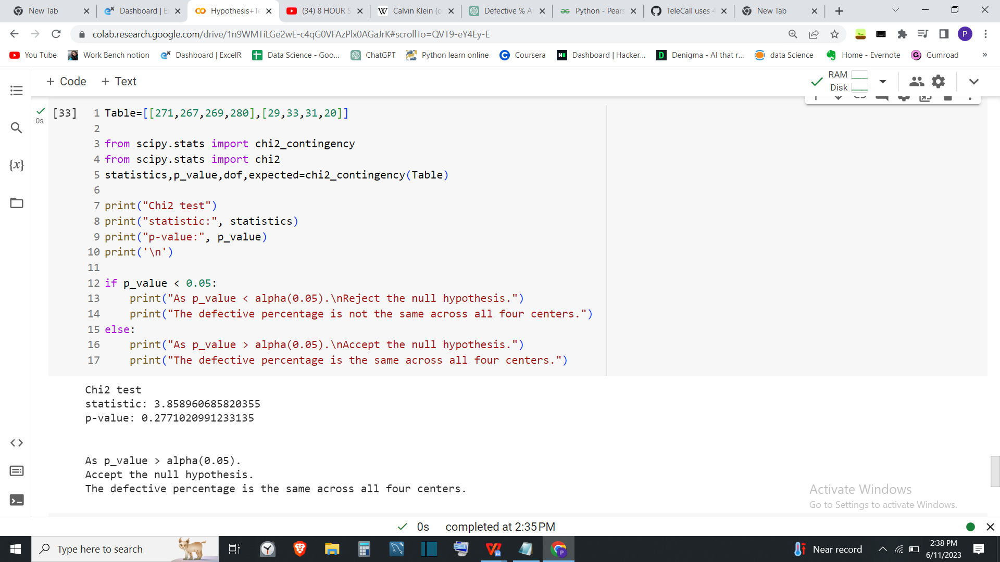 New Tab
Dashboard | E
Hypothesis+Te
(34) 8 HOUR S
Calvin Klein (c
Defective % A
Python - Pears
TeleCall uses 4
New Tab
colab.research.google.com/drive/1n9WMTiLGe2wE-c4qG0VFAzPlx0AGaJrK#scrollTo=QVT9-eY4Ey-E
P
You Tube
Work Bench notion
Dashboard | ExcelR
Data Science - Goo...
ChatGPT
Python learn online
Coursera
Dashboard | Hacker...
Denigma - AI that r...
data Science
Home - Evernote
Gumroad
»
+ Code
+ Text
RAM
Disk
{x}
0s
[33]
1 Table=[[271,267,269,280],[29,33,31,20]]
2
3 from scipy.stats import chi2_contingency
4 from scipy.stats import chi2
5 statistics,p_value,dof,expected=chi2_contingency(Table)
6
7 print("Chi2 test")
8 print("statistic:", statistics)
9 print("p-value:", p_value)
10 print('\n')
11
12 if p_value < 0.05:
13     print("As p_value < alpha(0.05).\nReject the null hypothesis.")
14     print("The defective percentage is not the same across all four centers.")
15 else:
16     print("As p_value > alpha(0.05).\nAccept the null hypothesis.")
17     print("The defective percentage is the same across all four centers.")
Chi2 test
statistic: 3.858960685820355
p-value: 0.2771020991233135
As p_value > alpha(0.05).
Accept the null hypothesis.
The defective percentage is the same across all four centers.
Activate Windows
Go to Settings to activate Windows.
0s completed at 2:35 PM
Type here to search
Near record
2:38 PM
6/11/2023